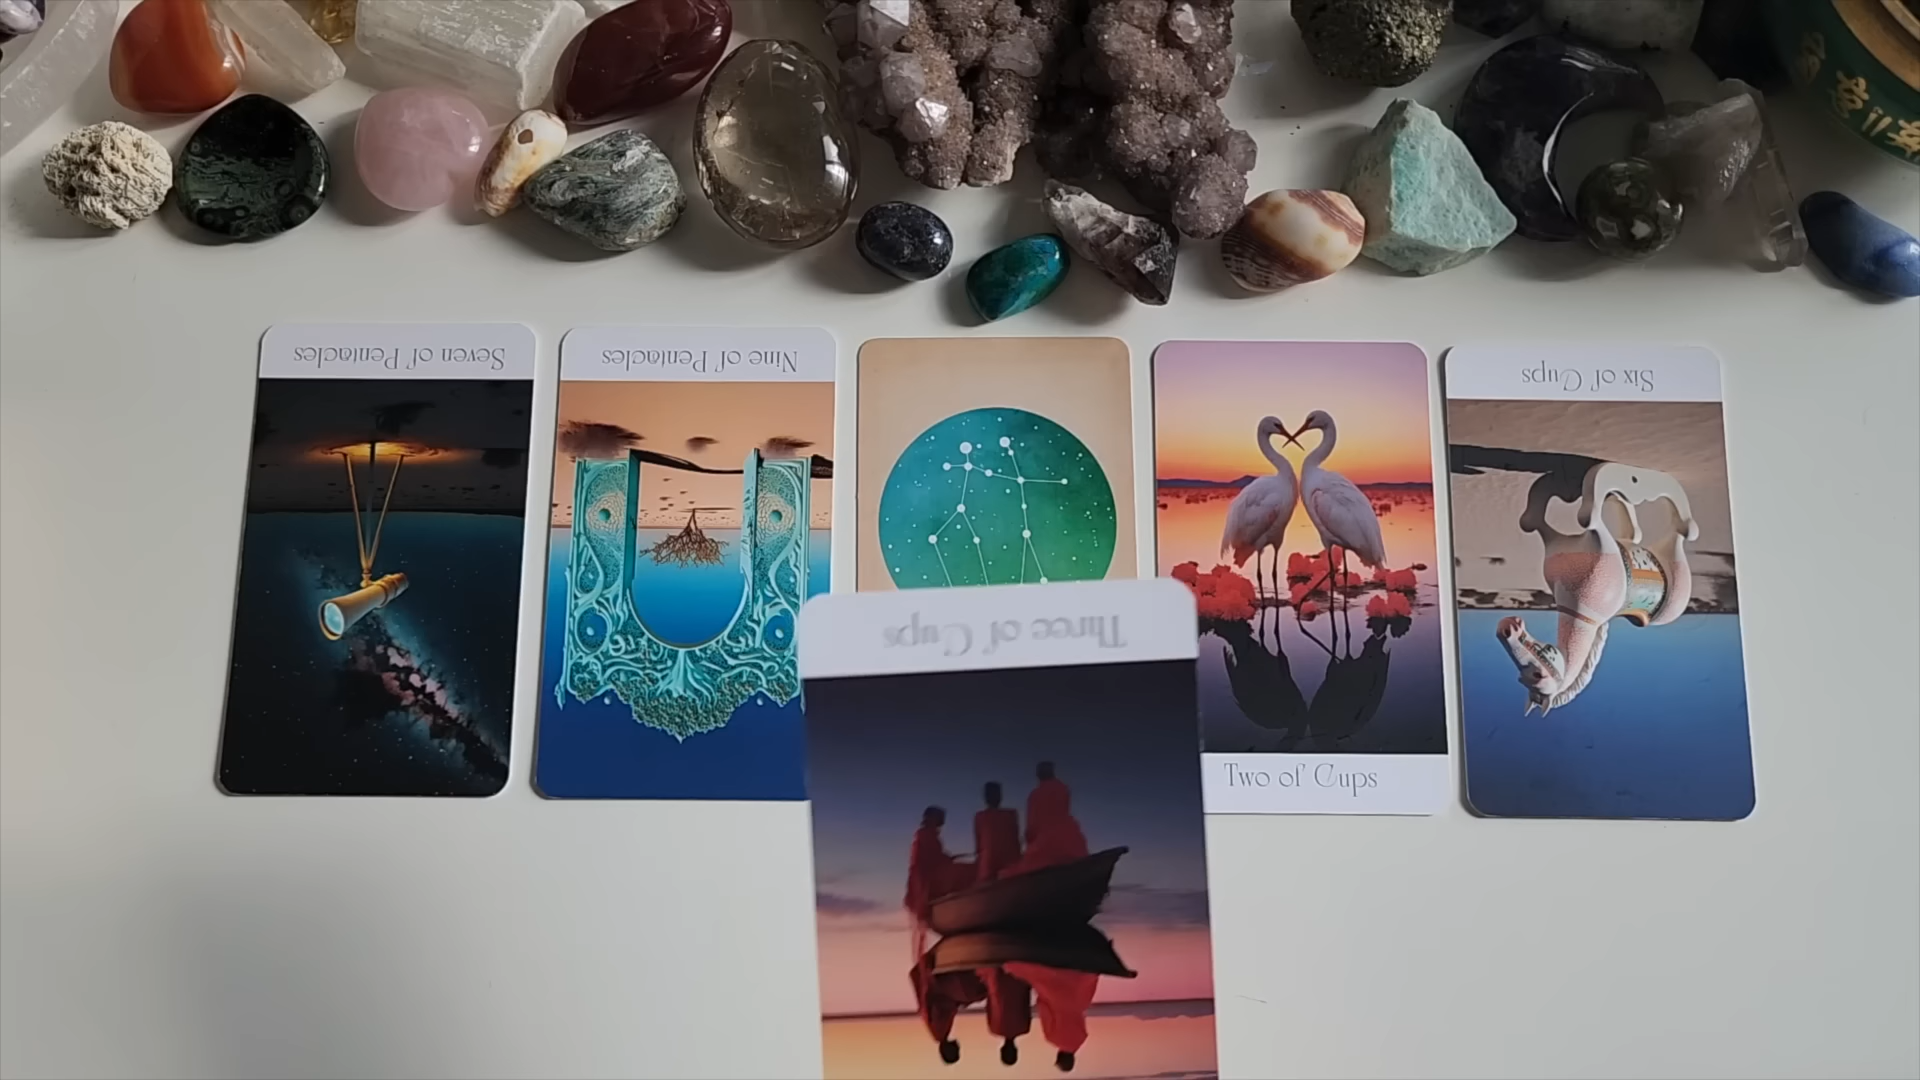 Seven of Pentacles
Nine of Pentacles
Six of Cups
Three of Cups
Two of Cups